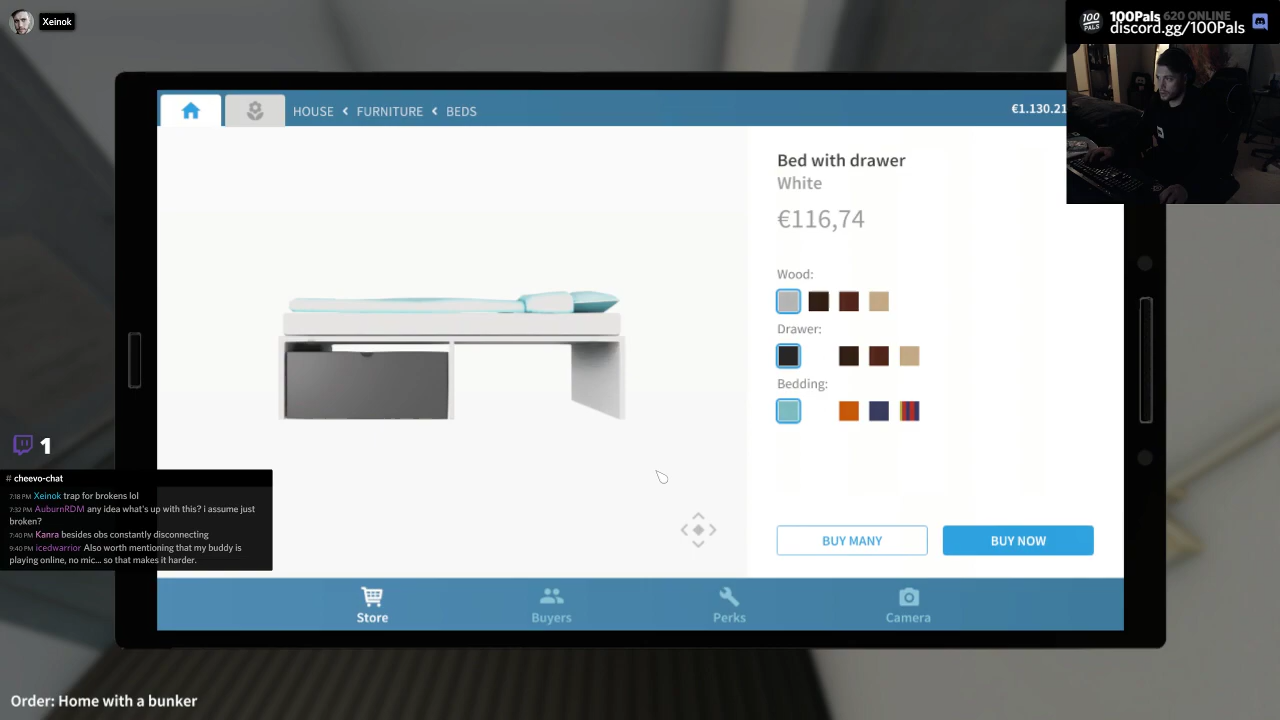 Xeinok
100 PALS
100Pals 620 ONLINE
discord.gg/100Pals
HOUSE < FURNITURE < BEDS
€1.130.21
Bed with drawer
White
€116,74
Wood:
Drawer:
Bedding:
BUY MANY
BUY NOW
1
# cheevo-chat
7:18 PM Xeinok trap for brokens lol
7:32 PM AuburnRDM any idea what's up with this? i assume just
broken?
7:40 PM Kanra besides obs constantly disconnecting
9:40 PM icedwarrior Also worth mentioning that my buddy is
playing online, no mic... so that makes it harder.
Store
Buyers
Perks
Camera
Order: Home with a bunker